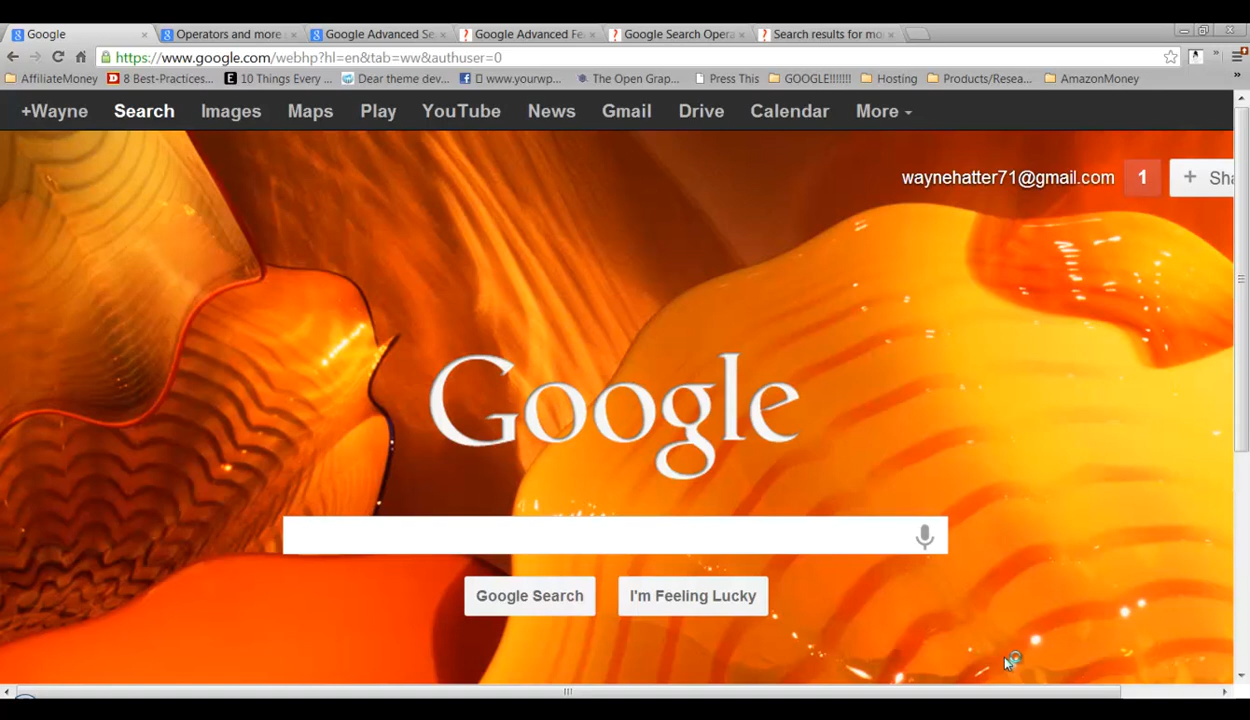 Google
Operators and more
Google Advanced Se
Google Advanced Fe
Google Search Opera
Search results for mo
https://www.google.com/webhp?hl=en&tab=ww&authuser=0
AffiliateMoney
8 Best-Practices...
10 Things Every ...
Dear theme dev...
www.yourwp...
The Open Grap...
Press This
GOOGLE!!!!!!!
Hosting
Products/Resea...
AmazonMoney
+Wayne
Search
Images
Maps
Play
YouTube
News
Gmail
Drive
Calendar
More
waynehatter71@gmail.com
1
+ Sha
Google
Google Search
I'm Feeling Lucky